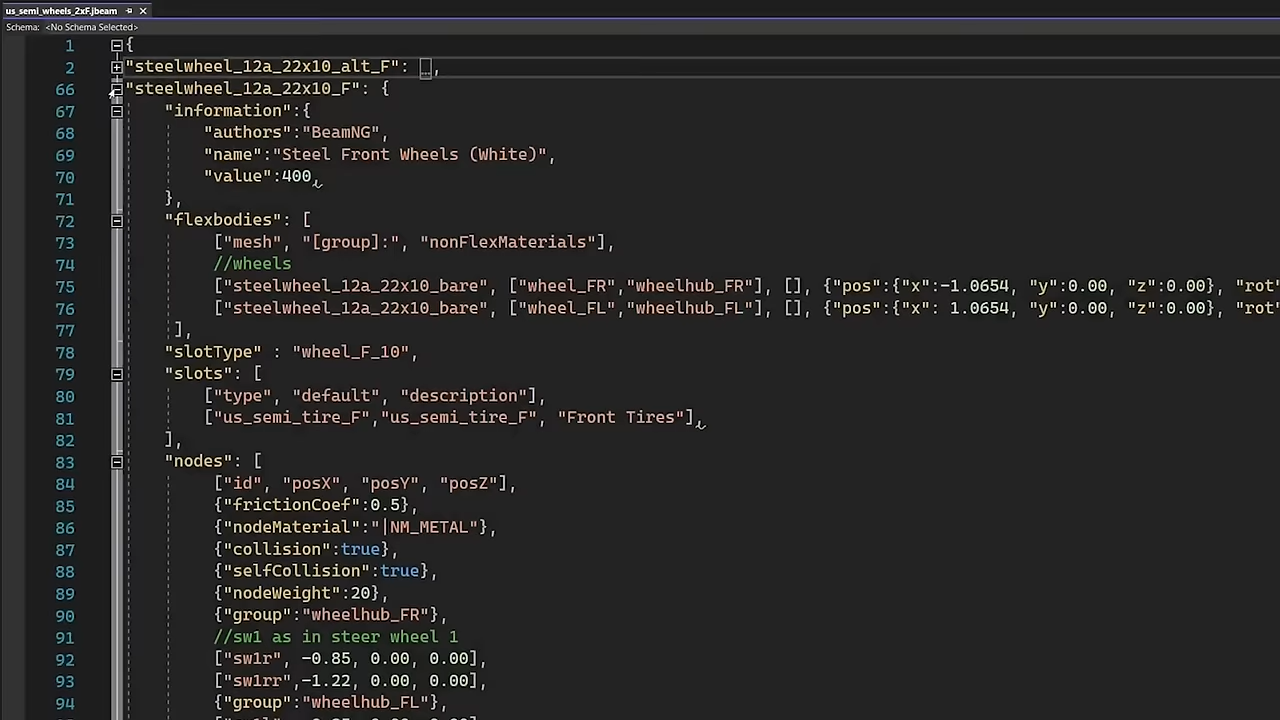 us_semi_wheels_2xF.jbeam
Schema: <No Schema Selected>
1 {
2 "steelwheel_12a_22x10_alt_F": [...],
66 "steelwheel_12a_22x10_F": {
67 "information":{
68 "authors":"BeamNG",
69 "name":"Steel Front Wheels (White)",
70 "value":400,
71 },
72 "flexbodies": [
73 ["mesh", "[group]:", "nonFlexMaterials"],
74 //wheels
75 ["steelwheel_12a_22x10_bare", ["wheel_FR","wheelhub_FR"], [], {"pos":{"x":-1.0654, "y":0.00, "z":0.00}, "rot"
76 ["steelwheel_12a_22x10_bare", ["wheel_FL","wheelhub_FL"], [], {"pos":{"x": 1.0654, "y":0.00, "z":0.00}, "rot"
77 ],
78 "slotType" : "wheel_F_10",
79 "slots": [
80 ["type", "default", "description"],
81 ["us_semi_tire_F","us_semi_tire_F", "Front Tires"],
82 ],
83 "nodes": [
84 ["id", "posX", "posY", "posZ"],
85 {"frictionCoef":0.5},
86 {"nodeMaterial":"|NM_METAL"},
87 {"collision":true},
88 {"selfCollision":true},
89 {"nodeWeight":20},
90 {"group":"wheelhub_FR"},
91 //sw1 as in steer wheel 1
92 ["sw1r", -0.85, 0.00, 0.00],
93 ["sw1rr",-1.22, 0.00, 0.00],
94 {"group":"wheelhub_FL"},